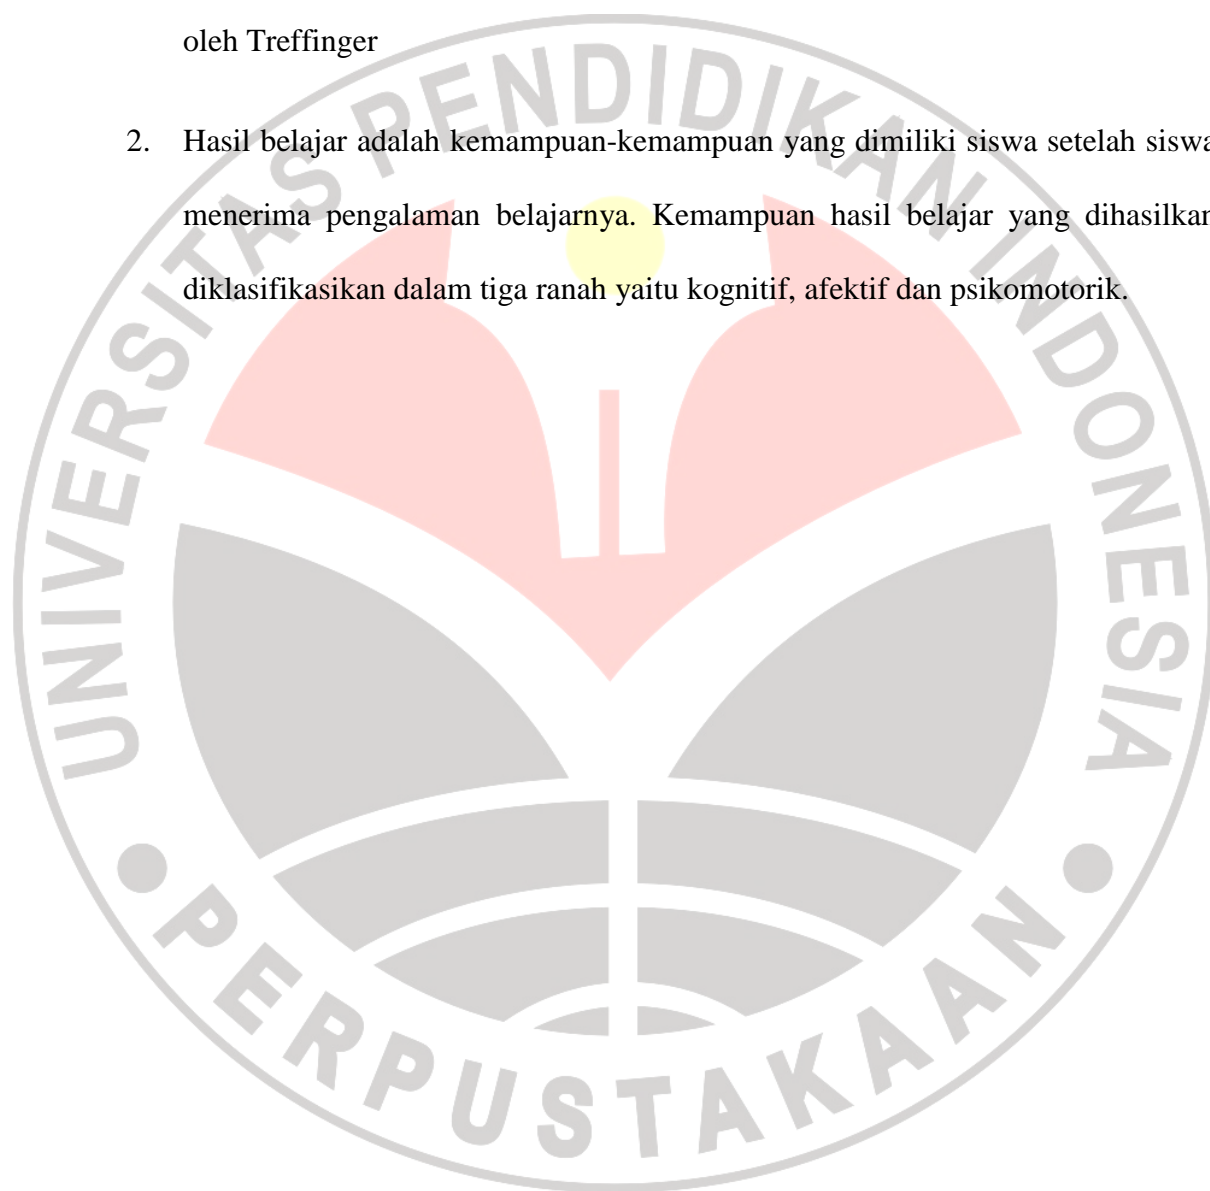 oleh Treffinger
2. Hasil belajar adalah kemampuan-kemampuan yang dimiliki siswa setelah siswa
menerima pengalaman belajarnya. Kemampuan hasil belajar yang dihasilkan
diklasifikasikan dalam tiga ranah yaitu kognitif, afektif dan psikomotorik.
UNIVERSITAS PENDIDIKAN INDONESIA
PERPUSTAKAAN